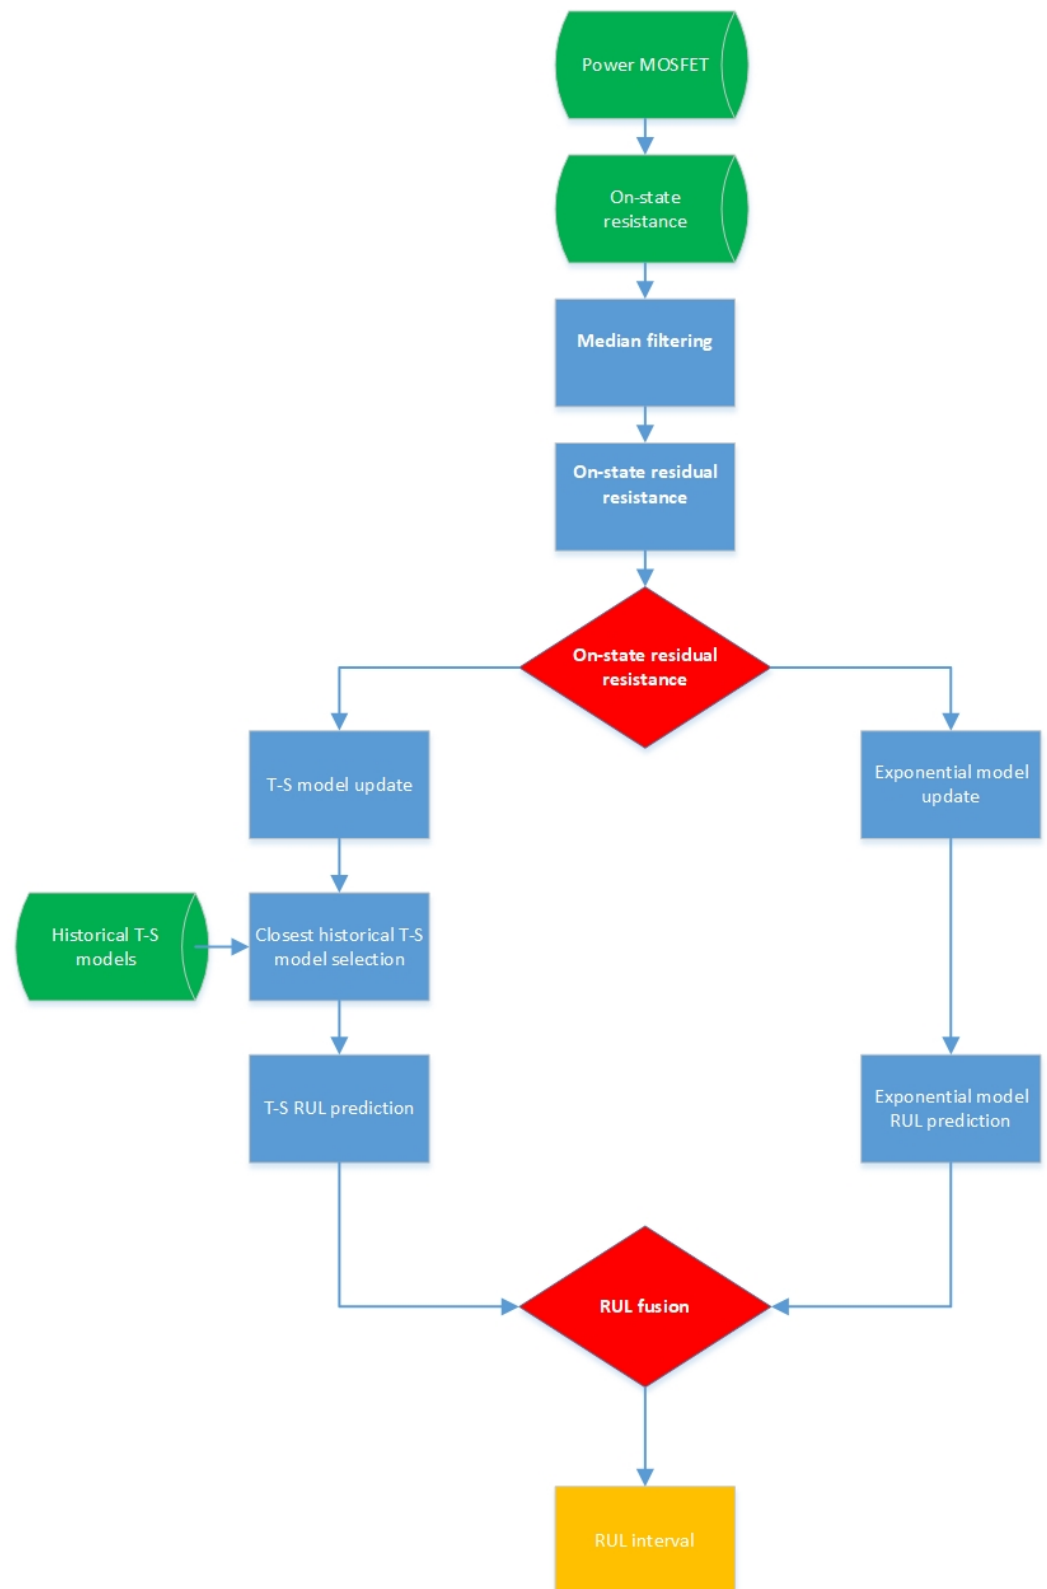 Power MOSFET
On-state
resistance
Median filtering
On-state residual
resistance
On-state residual
resistance
T-S model update
Exponential model
update
Historical T-S
models
Closest historical T-S
model selection
T-S RUL prediction
Exponential model
RUL prediction
RUL fusion
RUL interval